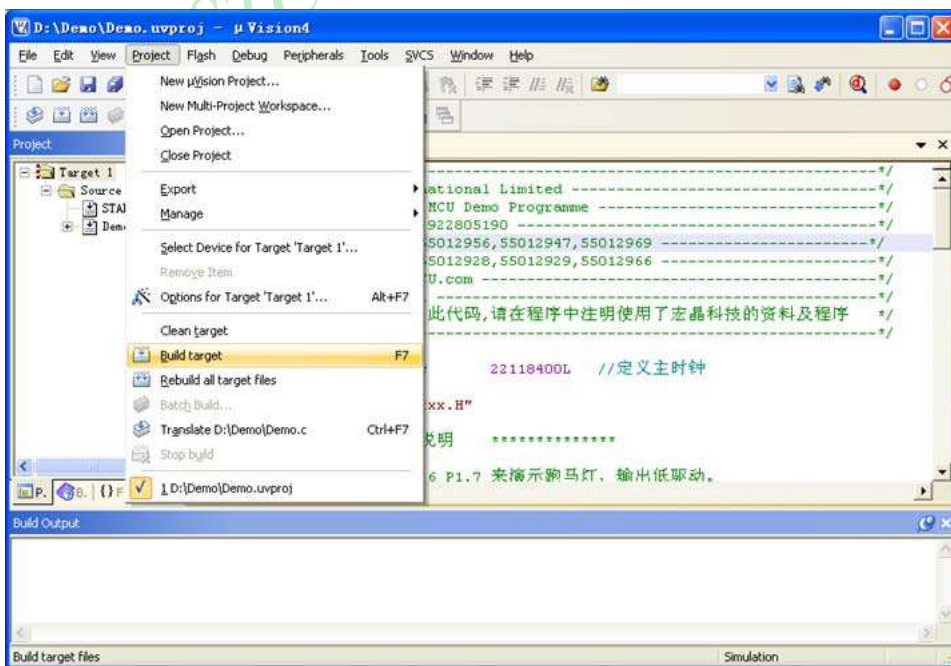 D:\Demo\Demo.uvproj - µVision4
File Edit View Project Flash Debug Peripherals Tools SVCS Window Help
New µVision Project...
New Multi-Project Workspace...
Open Project...
Close Project
Export
Manage
Select Device for Target 'Target 1'...
Remove Item
Options for Target 'Target 1'... Alt+F7
Clean target
Build target F7
Rebuild all target files
Batch Build...
Translate D:\Demo\Demo.c Ctrl+F7
Stop build
1 D:\Demo\Demo.uvproj
Project
Target 1
Source
STA
Dem
P. B. {} F
----------*/
ational Limited ----------*/
MCU Demo Programme ----------*/
922805190 ----------*/
55012956,55012947,55012969 ----------*/
55012928,55012929,55012966 ----------*/
U.com ----------*/
----------*/
此代码,请在程序中注明使用了宏晶科技的资料及程序 */
----------*/
22118400L //定义主时钟
xx.H"
说明 **************
6 P1.7 来演示跑马灯, 输出低驱动。
Build Output
Build target files Simulation